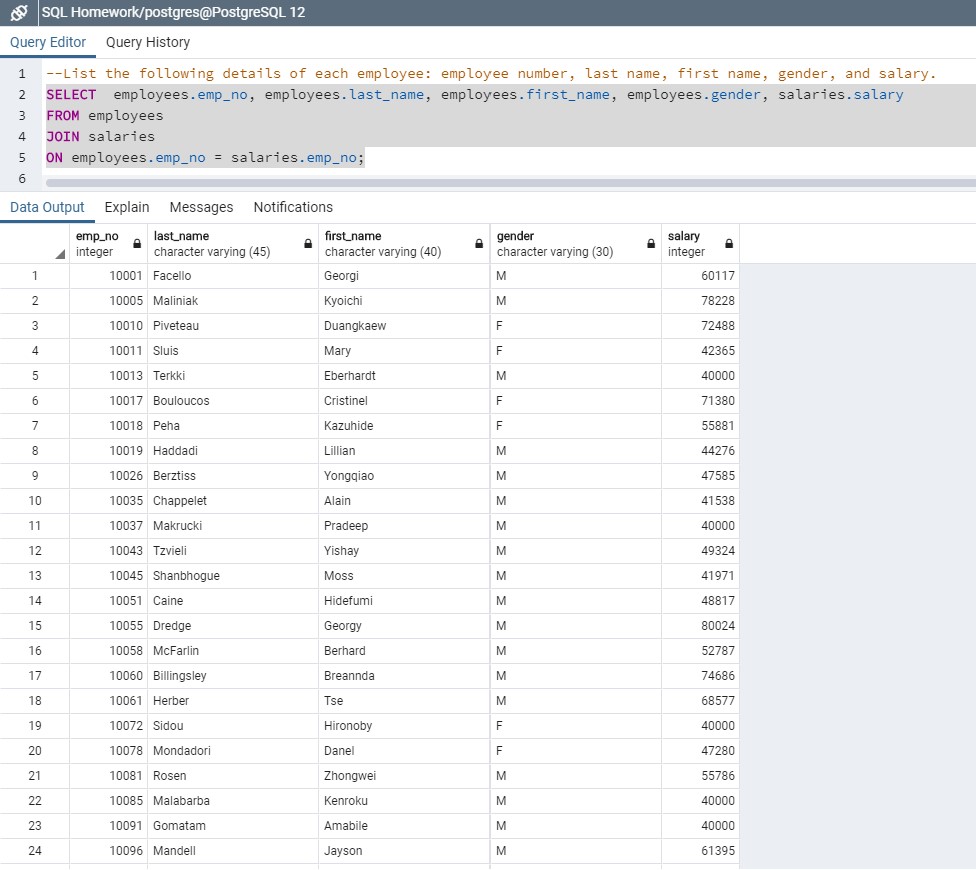 SQL Homework/postgres@PostgreSQL 12
Query Editor Query History
1 --List the following details of each employee: employee number, last name, first name, gender, and salary.
2 SELECT  employees.emp_no, employees.last_name, employees.first_name, employees.gender, salaries.salary
3 FROM employees
4 JOIN salaries
5 ON employees.emp_no = salaries.emp_no;
6
Data Output Explain Messages Notifications
emp_no last_name first_name gender salary
integer character varying (45) character varying (40) character varying (30) integer
1 10001 Facello Georgi M 60117
2 10005 Maliniak Kyoichi M 78228
3 10010 Piveteau Duangkaew F 72488
4 10011 Sluis Mary F 42365
5 10013 Terkki Eberhardt M 40000
6 10017 Bouloucos Cristinel F 71380
7 10018 Peha Kazuhide F 55881
8 10019 Haddadi Lillian M 44276
9 10026 Berztiss Yongqiao M 47585
10 10035 Chappelet Alain M 41538
11 10037 Makrucki Pradeep M 40000
12 10043 Tzvieli Yishay M 49324
13 10045 Shanbhogue Moss M 41971
14 10051 Caine Hidefumi M 48817
15 10055 Dredge Georgy M 80024
16 10058 McFarlin Berhard M 52787
17 10060 Billingsley Breannda M 74686
18 10061 Herber Tse M 68577
19 10072 Sidou Hironoby F 40000
20 10078 Mondadori Danel F 47280
21 10081 Rosen Zhongwei M 55786
22 10085 Malabarba Kenroku M 40000
23 10091 Gomatam Amabile M 40000
24 10096 Mandell Jayson M 61395